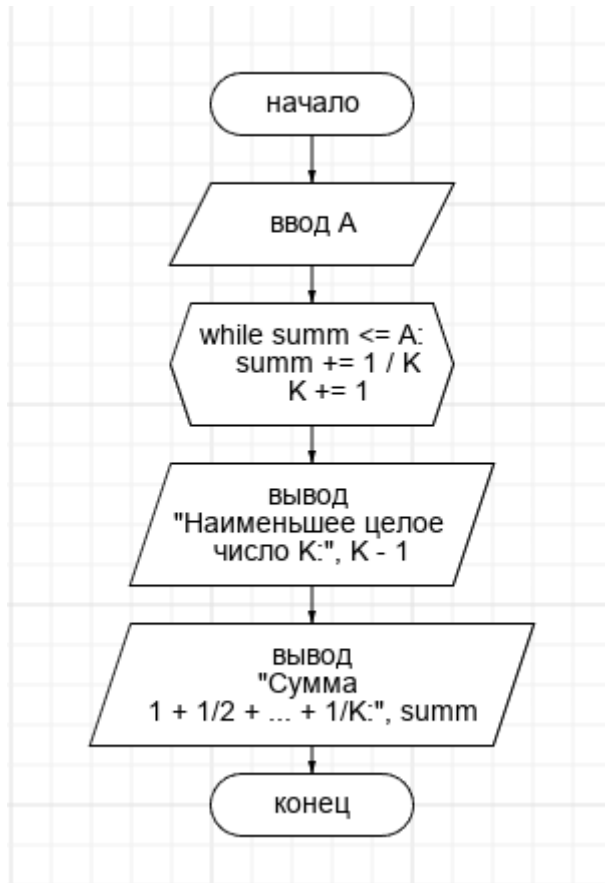 начало
ввод A
while summ <= A:
summ += 1 / K
K += 1
вывод
"Наименьшее целое
число K:", K - 1
вывод
"Сумма
1 + 1/2 + ... + 1/K:", summ
конец